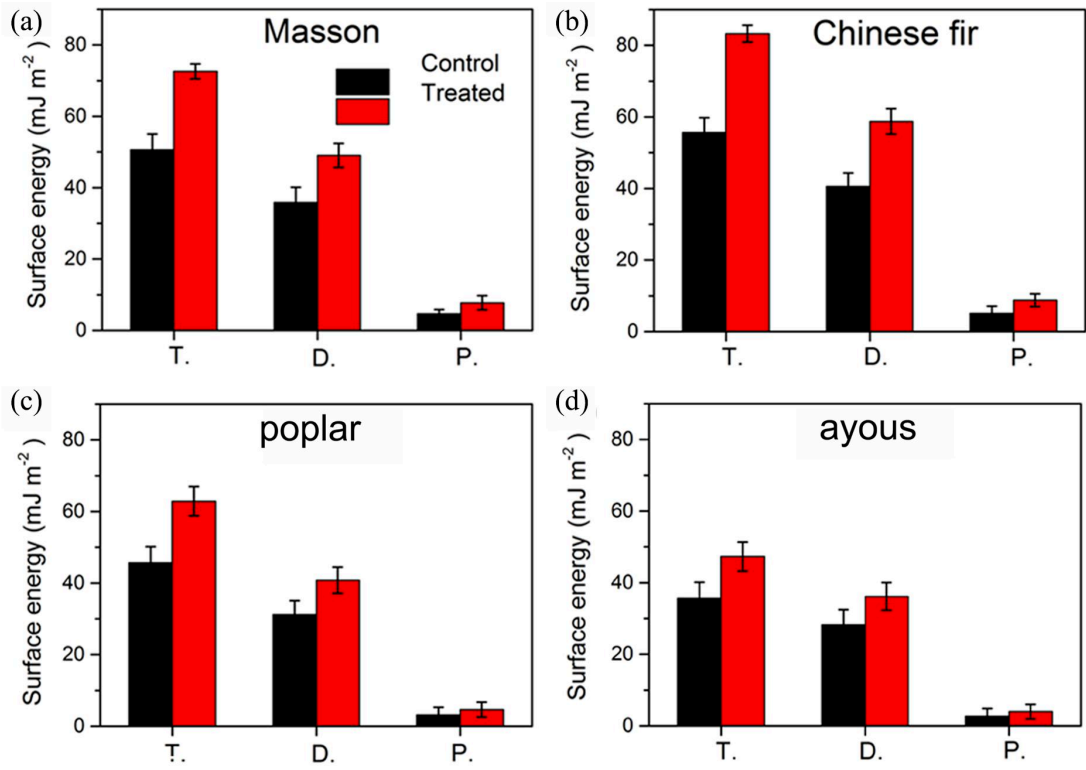 (a)
Masson
Control
Treated
Surface energy (mJ m⁻²)
80
60
40
20
0
T. D. P.
(b)
Chinese fir
Surface energy (mJ m⁻²)
80
60
40
20
0
T. D. P.
(c)
poplar
Surface energy (mJ m⁻²)
80
60
40
20
0
T. D. P.
(d)
ayous
Surface energy (mJ m⁻²)
80
60
40
20
0
T. D. P.